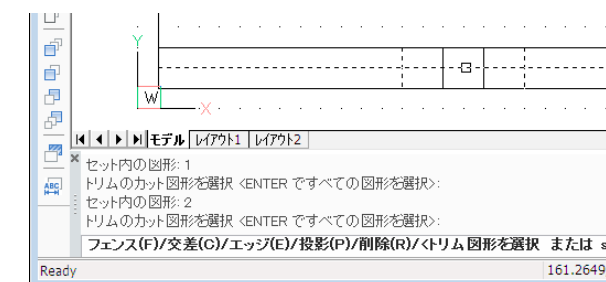 Y
W
X
モデル レイアウト1 レイアウト2
セット内の図形: 1
トリムのカット図形を選択 <ENTER ですべての図形を選択>:
セット内の図形: 2
トリムのカット図形を選択 <ENTER ですべての図形を選択>:
ABC
フェンス(F)/交差(C)/エッジ(E)/投影(P)/削除(R)/<トリム図形を選択 または s
Ready 161.2649